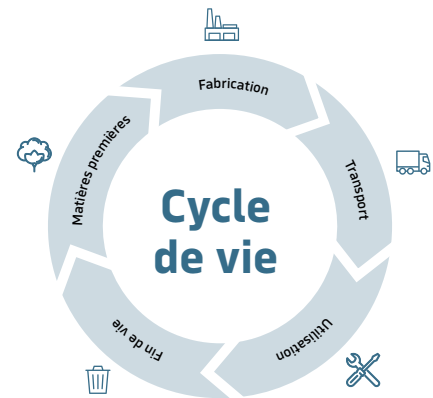 Cycle
de vie
Fabrication
Transport
Utilisation
Fin de vie
Matières premières